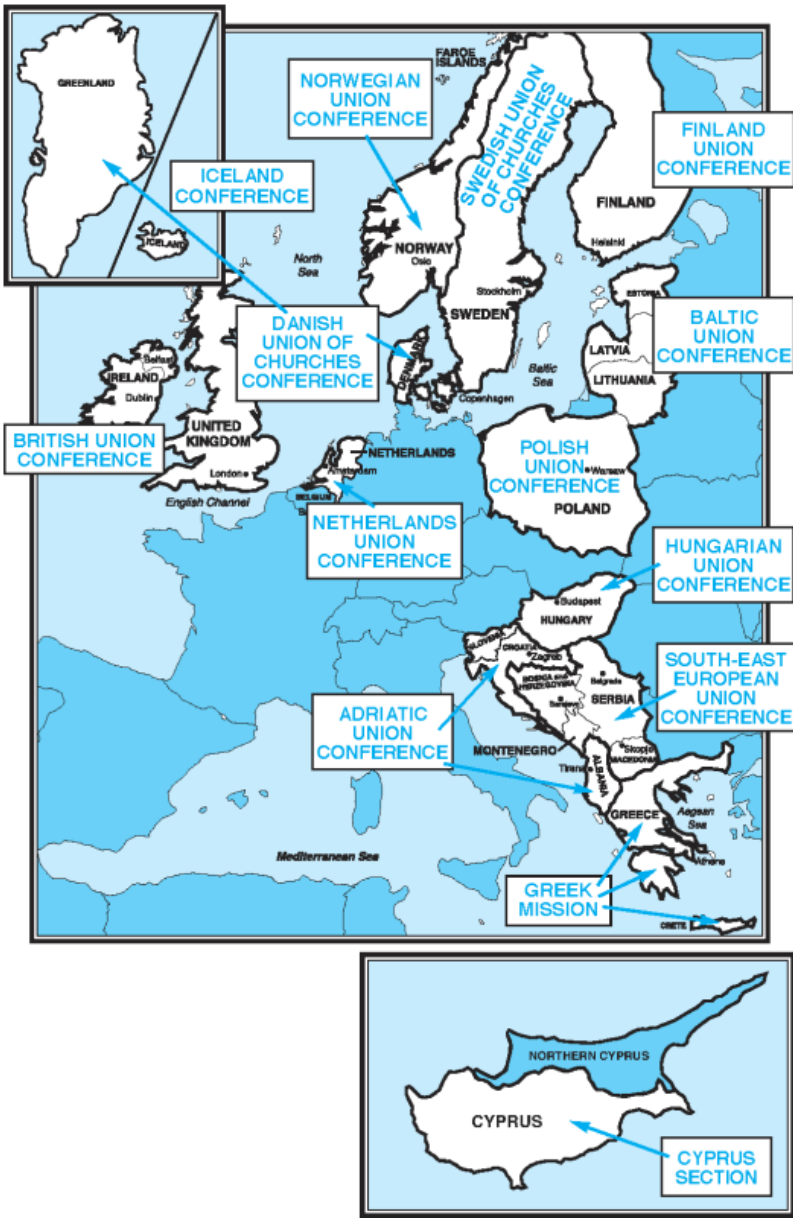 GREENLAND
ICELAND
FAROE
ISLANDS
NORWEGIAN
UNION
CONFERENCE
SWEDISH UNION
OF CHURCHES
CONFERENCE
FINLAND
UNION
CONFERENCE
ICELAND
CONFERENCE
FINLAND
Helsinki
North
Sea
NORWAY
Oslo
Stockholm
SWEDEN
ESTONIA
DANISH
UNION OF
CHURCHES
CONFERENCE
DENMARK
BALTIC
UNION
CONFERENCE
LATVIA
LITHUANIA
Baltic
Sea
Copenhagen
Belfast
IRELAND
Dublin
UNITED
KINGDOM
London
BRITISH UNION
CONFERENCE
English Channel
NETHERLANDS
Amsterdam
BELGIUM
NETHERLANDS
UNION
CONFERENCE
POLISH
UNION
CONFERENCE
Warsaw
POLAND
HUNGARIAN
UNION
CONFERENCE
Budapest
HUNGARY
SLOVENIA
CROATIA
Zagreb
BOSNIA and
HERZEGOVINA
Sarajevo
Belgrade
SERBIA
SOUTH-EAST
EUROPEAN
UNION
CONFERENCE
ADRIATIC
UNION
CONFERENCE
MONTENEGRO
Skopje
MACEDONIA
Tirana
ALBANIA
GREECE
Aegean
Sea
Athens
Mediterranean Sea
GREEK
MISSION
CRETE
NORTHERN CYPRUS
CYPRUS
CYPRUS
SECTION